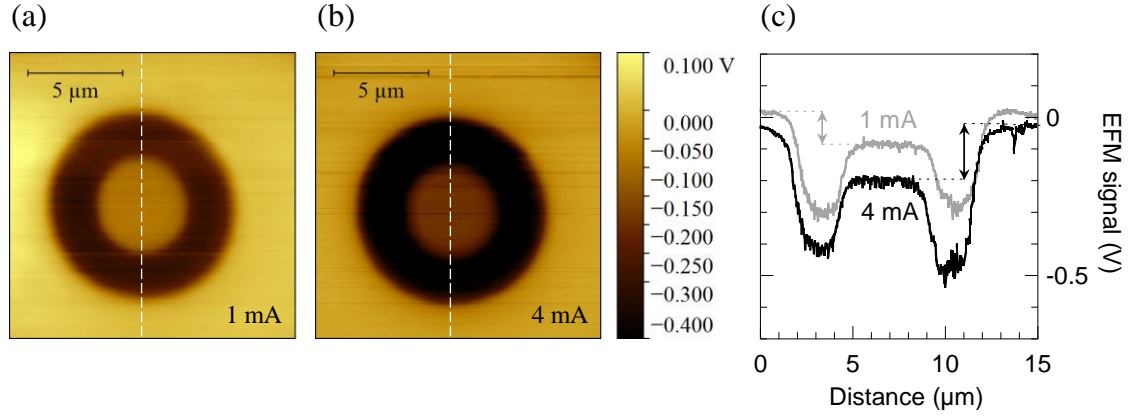 (a)
(b)
(c)
5 µm
1 mA
5 µm
4 mA
0.100 V
0.000
−0.050
−0.100
−0.150
−0.200
−0.250
−0.300
−0.400
1 mA
4 mA
0
-0.5
EFM signal (V)
0
5
10
15
Distance (µm)